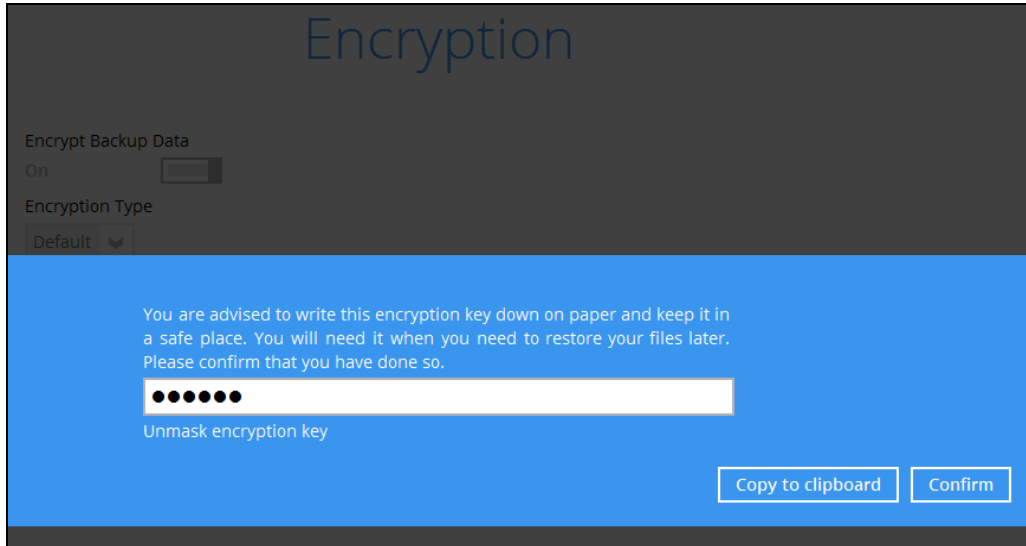 Encryption
Encrypt Backup Data
On
Encryption Type
Default
You are advised to write this encryption key down on paper and keep it in
a safe place. You will need it when you need to restore your files later.
Please confirm that you have done so.
●●●●●●
Unmask encryption key
Copy to clipboard
Confirm